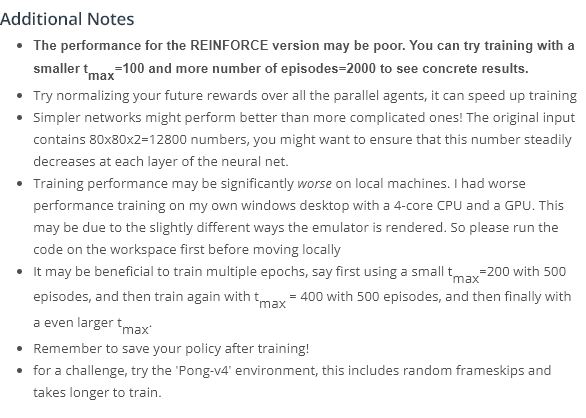 Additional Notes
• The performance for the REINFORCE version may be poor. You can try training with a
smaller tmax=100 and more number of episodes=2000 to see concrete results.
• Try normalizing your future rewards over all the parallel agents, it can speed up training
• Simpler networks might perform better than more complicated ones! The original input
contains 80x80x2=12800 numbers, you might want to ensure that this number steadily
decreases at each layer of the neural net.
• Training performance may be significantly worse on local machines. I had worse
performance training on my own windows desktop with a 4-core CPU and a GPU. This
may be due to the slightly different ways the emulator is rendered. So please run the
code on the workspace first before moving locally
• It may be beneficial to train multiple epochs, say first using a small tmax=200 with 500
episodes, and then train again with tmax = 400 with 500 episodes, and then finally with
a even larger tmax.
• Remember to save your policy after training!
• for a challenge, try the 'Pong-v4' environment, this includes random frameskips and
takes longer to train.